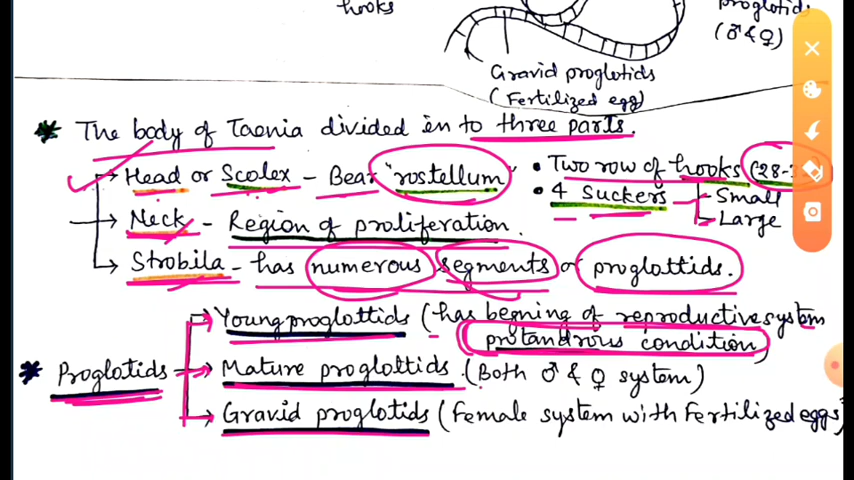 hooks
proglotids
(♂ & ♀)
Gravid proglotids
(Fertilized egg)
* The body of Taenia divided in to three parts.
→ Head or Scolex - Bear "rostellum"
• Two row of hooks (28-
• 4 Suckers
Small
Large
→ Neck - Region of proliferation.
→ Strobila - has numerous segments or proglottids.
* Proglotids
Young proglottids (has begining of reproductive system
protandrous condition)
Mature proglottids (Both ♂ & ♀ system)
Gravid proglotids (Female system with Fertilized eggs)